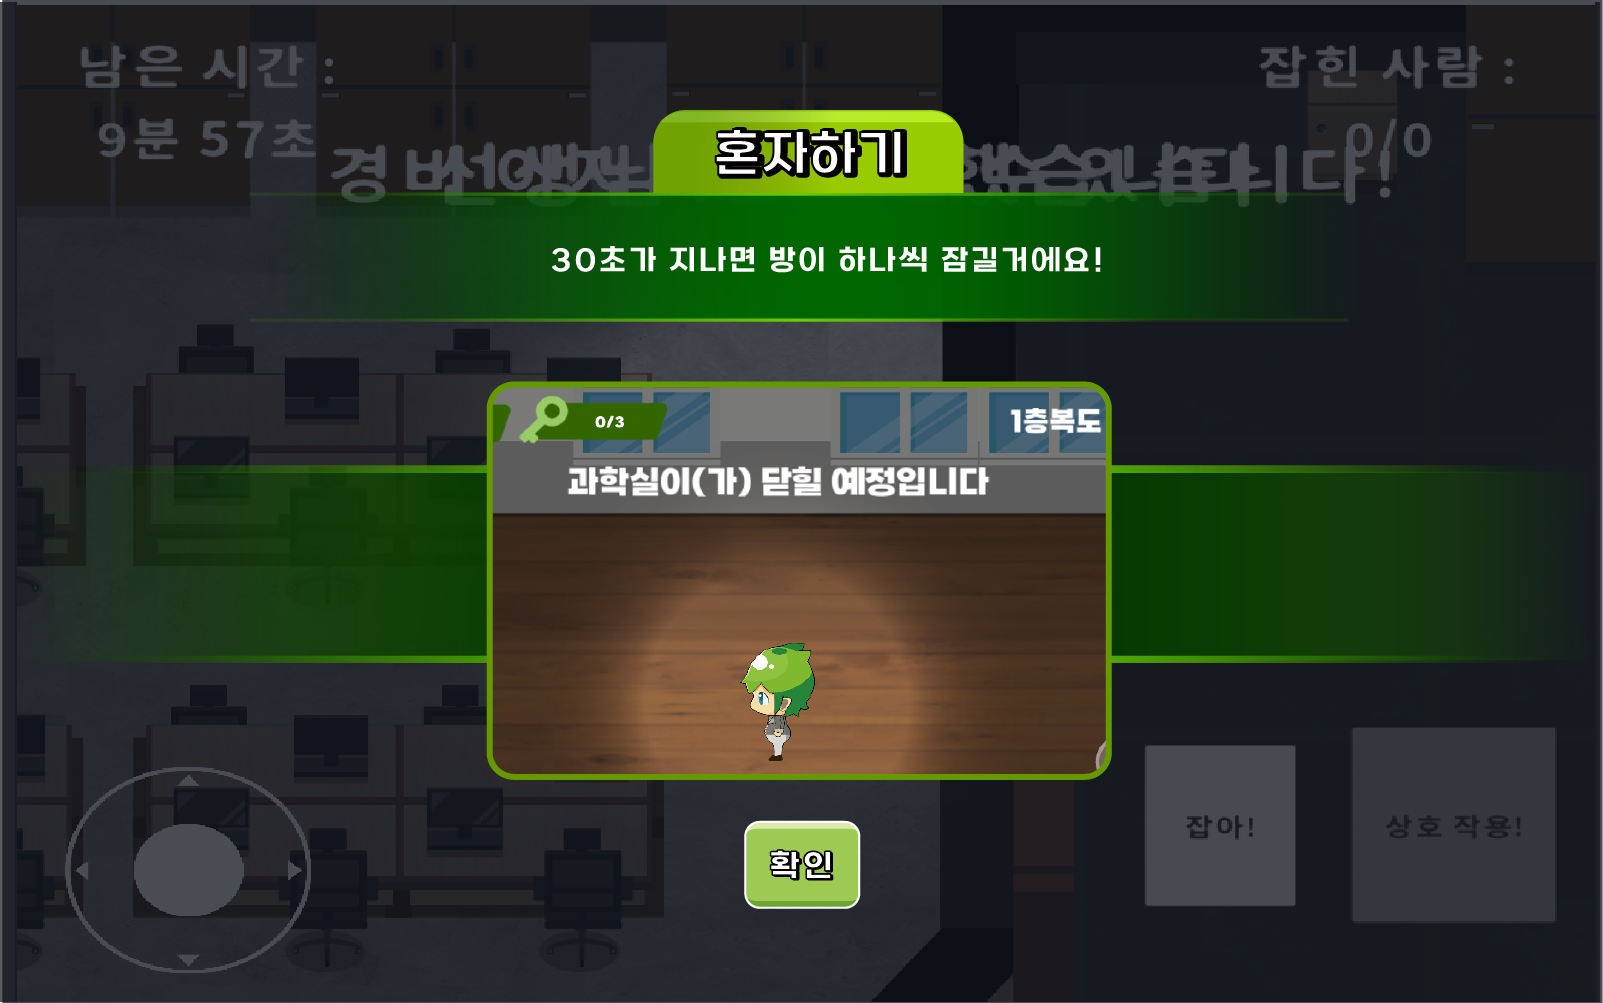 남은 시간 :
9분 57초
잡힌 사람 :
0/0
혼자하기
30초가 지나면 방이 하나씩 잠길거에요!
0/3
1층복도
과학실이(가) 닫힐 예정입니다
확인
잡아!
상호 작용!